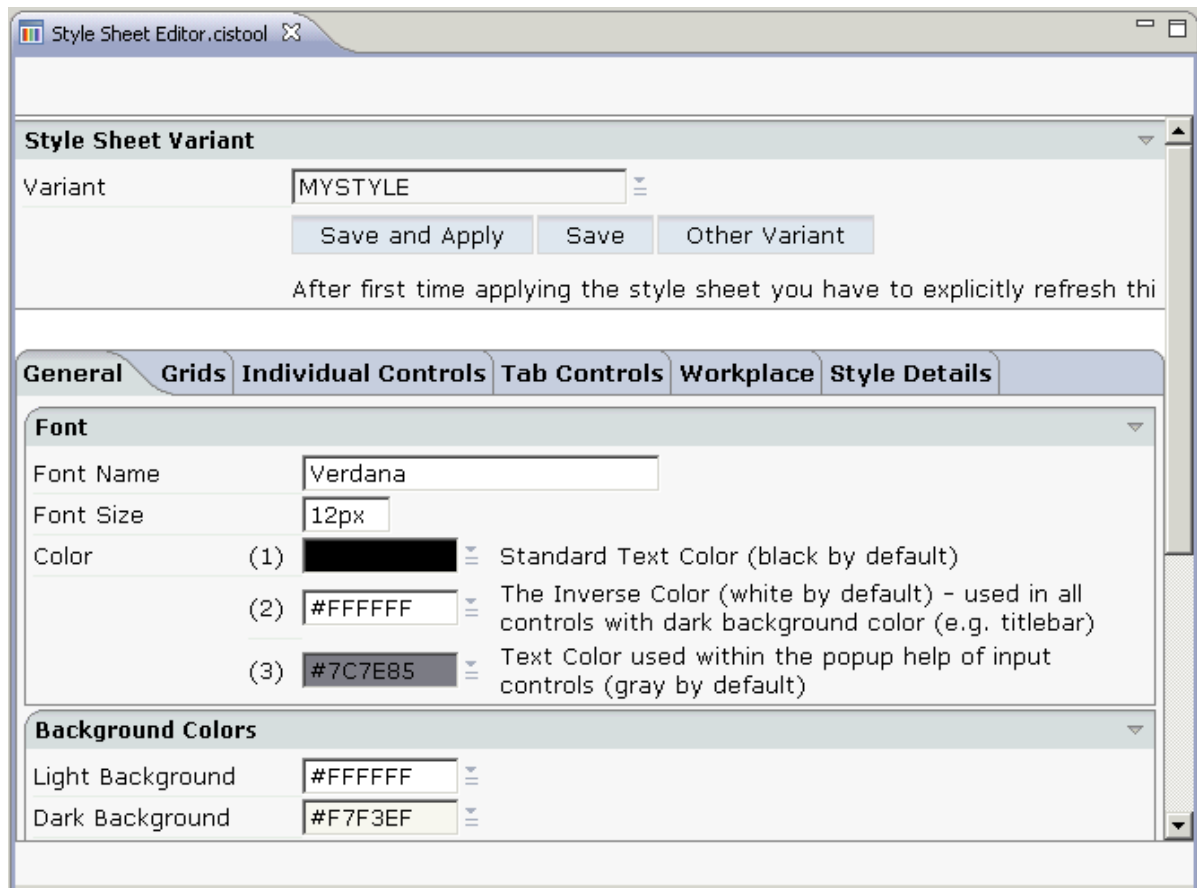 Style Sheet Editor.cistool
Style Sheet Variant
Variant MYSTYLE
Save and Apply Save Other Variant
After first time applying the style sheet you have to explicitly refresh thi
General Grids Individual Controls Tab Controls Workplace Style Details
Font
Font Name Verdana
Font Size 12px
Color (1) Standard Text Color (black by default)
(2) #FFFFFF The Inverse Color (white by default) – used in all
controls with dark background color (e.g. titlebar)
(3) #7C7E85 Text Color used within the popup help of input
controls (gray by default)
Background Colors
Light Background #FFFFFF
Dark Background #F7F3EF